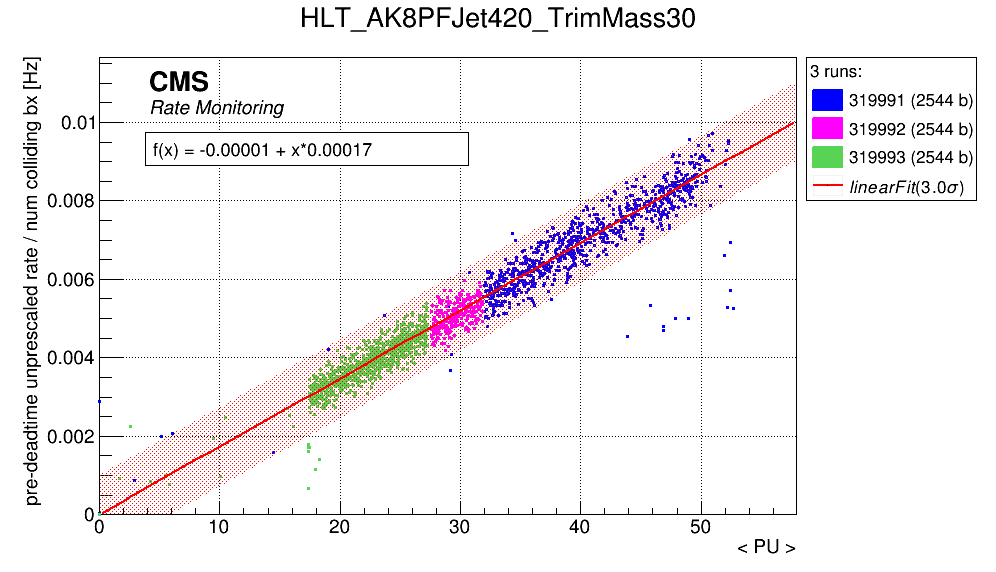 HLT_AK8PFJet420_TrimMass30
pre-deadtime unprescaled rate / num colliding bx [Hz]
CMS
Rate Monitoring
f(x) = -0.00001 + x*0.00017
0.01
0.008
0.006
0.004
0.002
0
0 10 20 30 40 50
< PU >
3 runs:
319991 (2544 b)
319992 (2544 b)
319993 (2544 b)
linearFit(3.0σ)